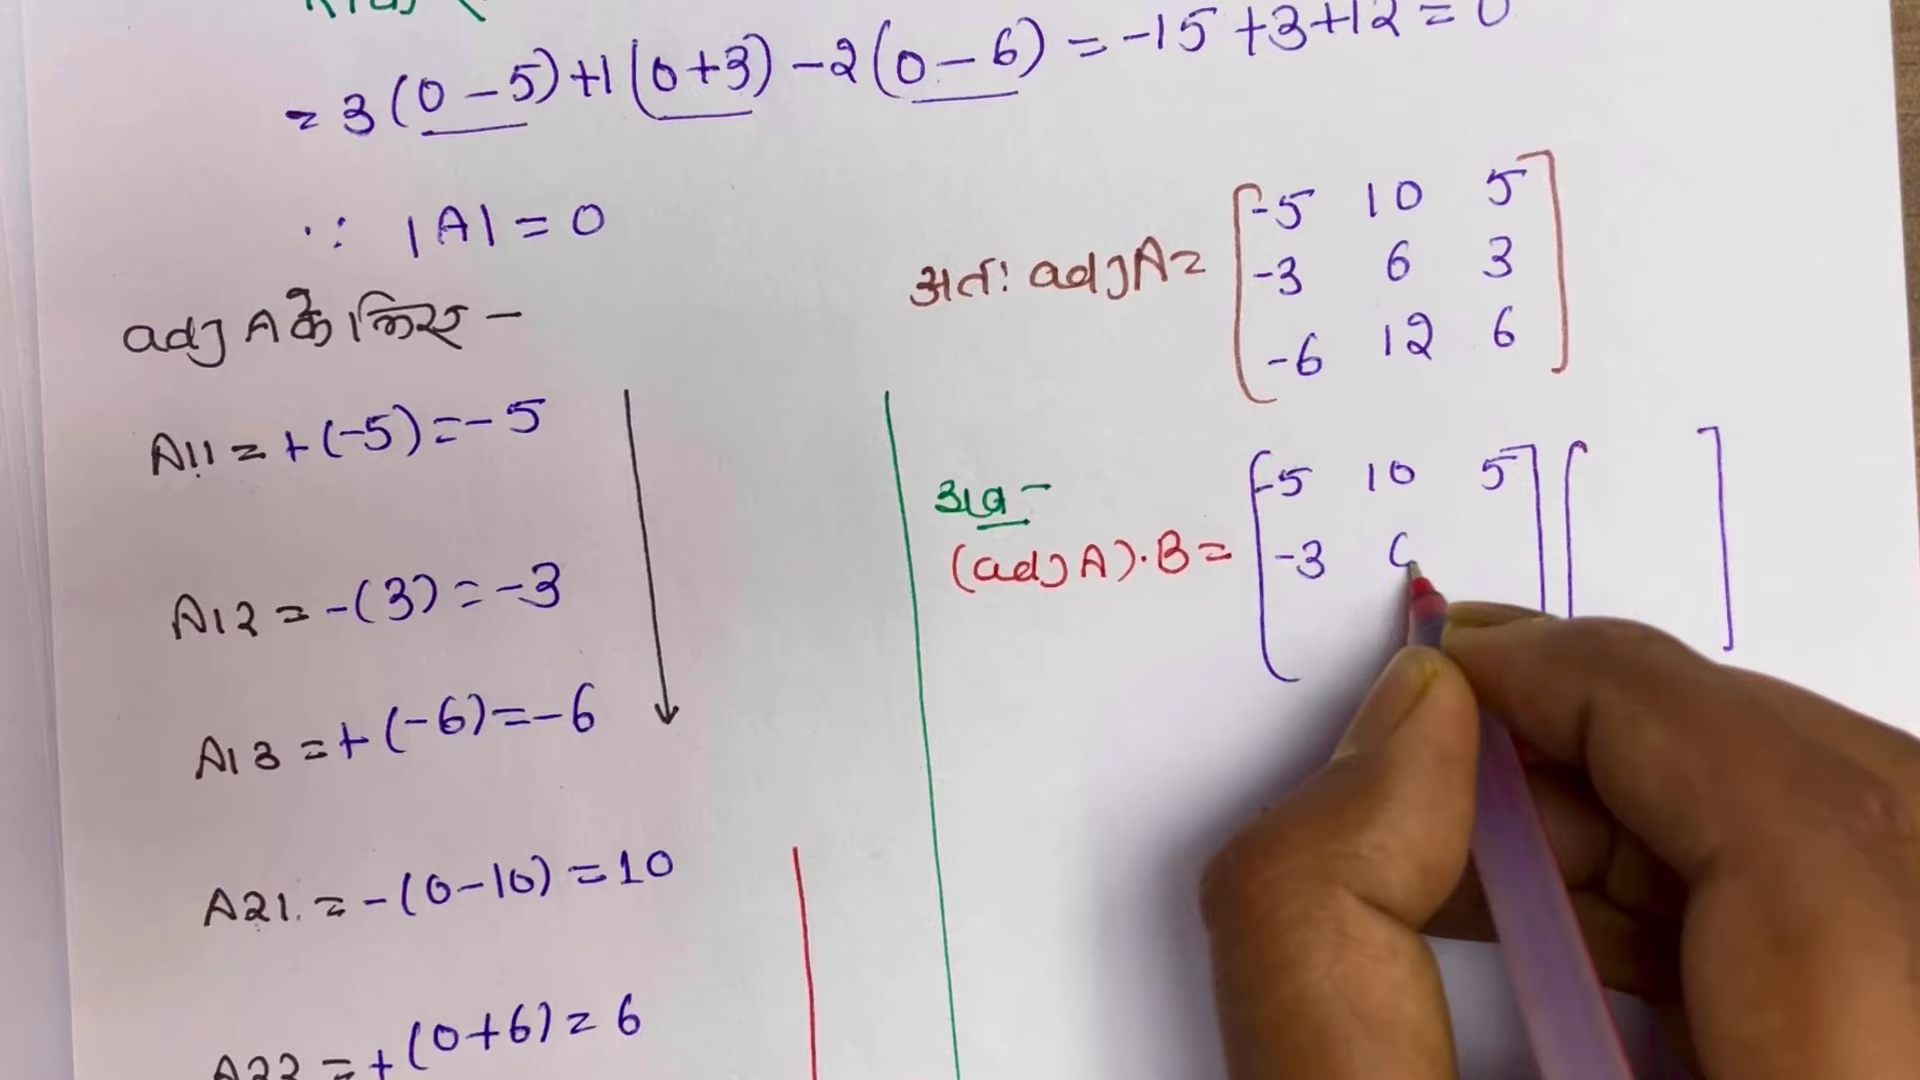 = 3(0-5)+1(0+3)-2(0-6) = -15+3+12=0
∵ |A|=0
adj A के लिए -
A11 = +(-5)=-5
A12 = -(3)=-3
A13 =+(-6)=-6
A21. = -(0-10)=10
A22 = +(0+6)= 6
अतः adj A = [-5 10 5
-3 6 3
-6 12 6]
अब -
(adj A).B = [-5 10 5] [ ]
-3